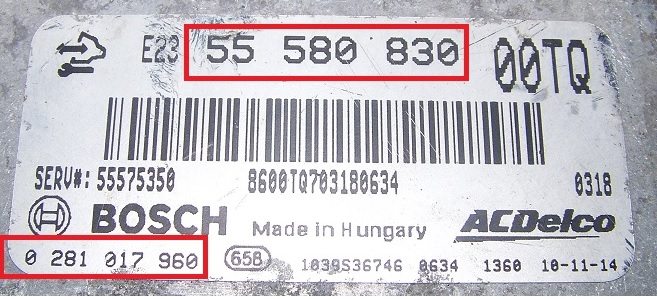 E23 55 580 830 00TQ
SERV#: 55575350 8600TQ703180634 0318
BOSCH Made in Hungary ACDelco
0 281 017 960 658 1039S36746 0634 1360 10-11-14